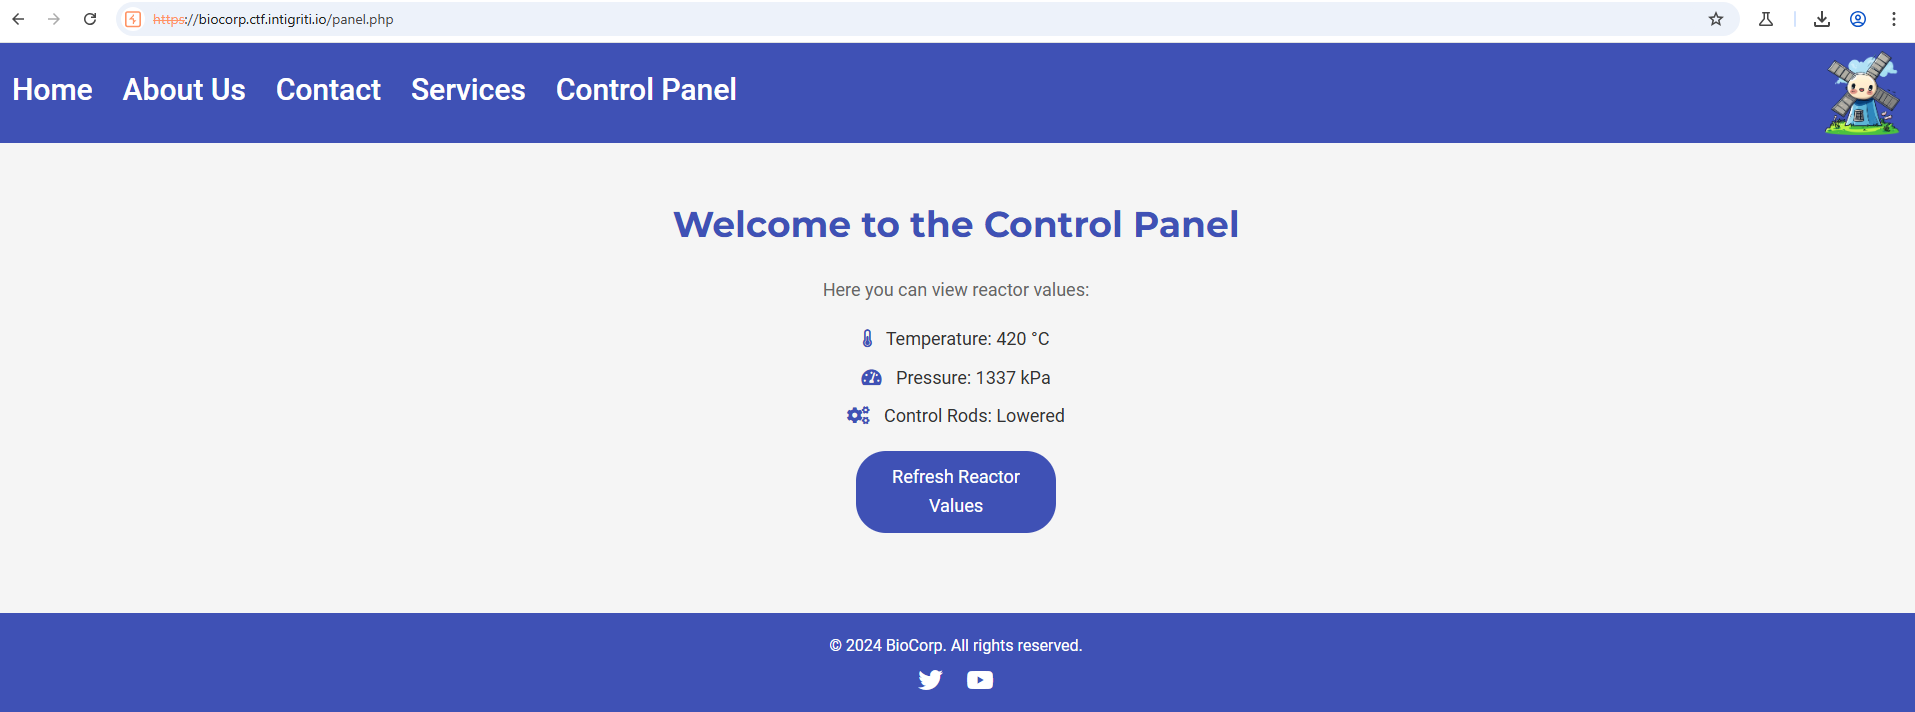 https://biocorp.ctf.intigriti.io/panel.php
Home About Us Contact Services Control Panel
Welcome to the Control Panel
Here you can view reactor values:
Temperature: 420 °C
Pressure: 1337 kPa
Control Rods: Lowered
Refresh Reactor
Values
© 2024 BioCorp. All rights reserved.